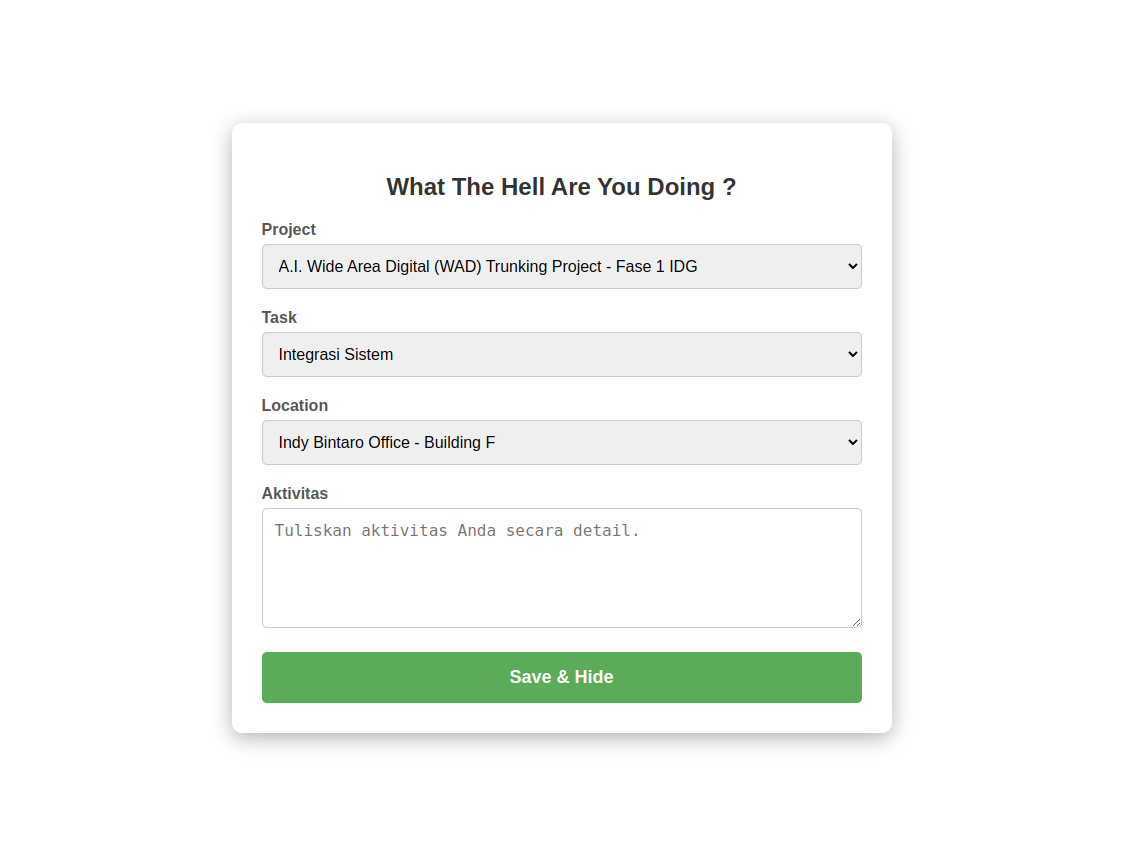 What The Hell Are You Doing ?
Project
A.I. Wide Area Digital (WAD) Trunking Project - Fase 1 IDG
Task
Integrasi Sistem
Location
Indy Bintaro Office - Building F
Aktivitas
Tuliskan aktivitas Anda secara detail.
Save & Hide